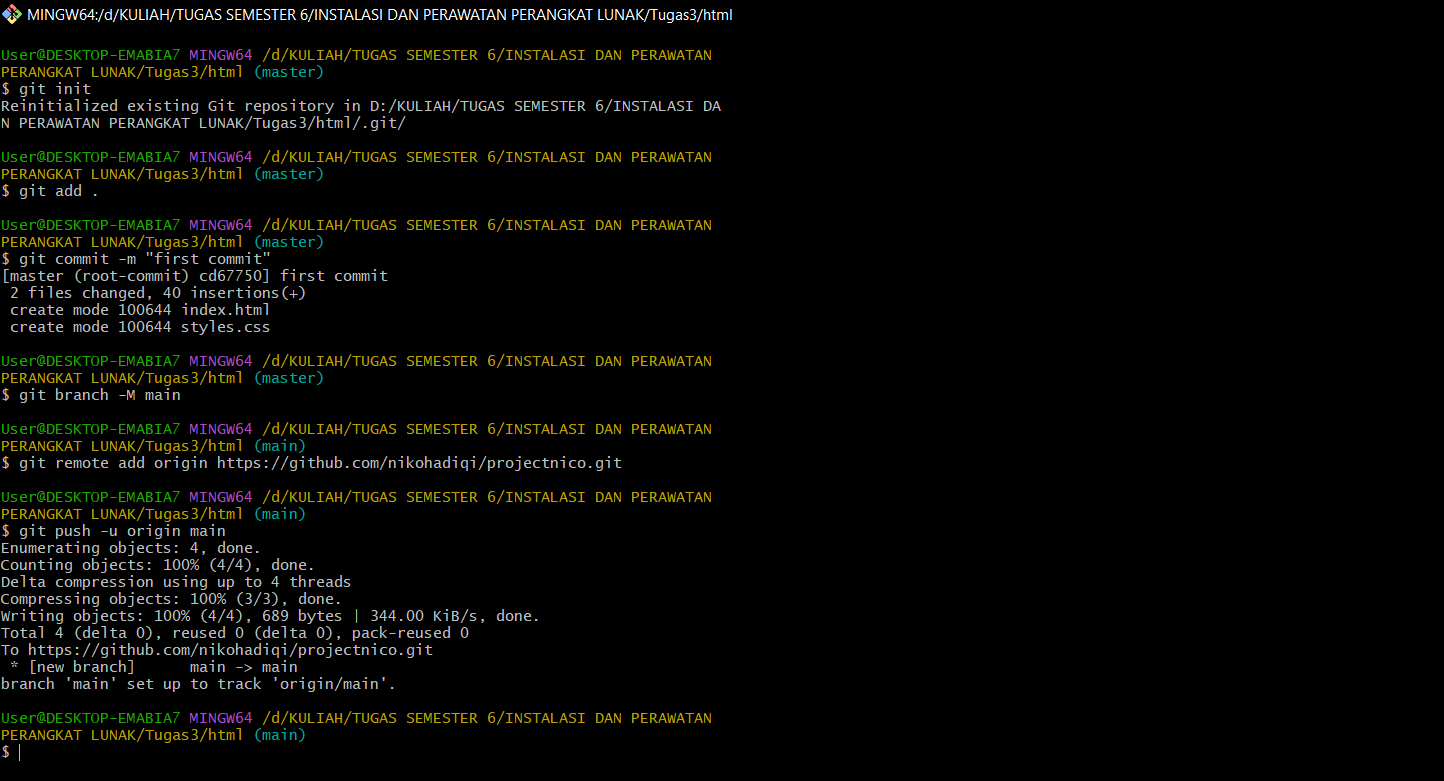 MINGW64:/d/KULIAH/TUGAS SEMESTER 6/INSTALASI DAN PERAWATAN PERANGKAT LUNAK/Tugas3/html
User@DESKTOP-EMABIA7 MINGW64 /d/KULIAH/TUGAS SEMESTER 6/INSTALASI DAN PERAWATAN
PERANGKAT LUNAK/Tugas3/html (master)
$ git init
Reinitialized existing Git repository in D:/KULIAH/TUGAS SEMESTER 6/INSTALASI DA
N PERAWATAN PERANGKAT LUNAK/Tugas3/html/.git/
User@DESKTOP-EMABIA7 MINGW64 /d/KULIAH/TUGAS SEMESTER 6/INSTALASI DAN PERAWATAN
PERANGKAT LUNAK/Tugas3/html (master)
$ git add .
User@DESKTOP-EMABIA7 MINGW64 /d/KULIAH/TUGAS SEMESTER 6/INSTALASI DAN PERAWATAN
PERANGKAT LUNAK/Tugas3/html (master)
$ git commit -m "first commit"
[master (root-commit) cd67750] first commit
 2 files changed, 40 insertions(+)
 create mode 100644 index.html
 create mode 100644 styles.css
User@DESKTOP-EMABIA7 MINGW64 /d/KULIAH/TUGAS SEMESTER 6/INSTALASI DAN PERAWATAN
PERANGKAT LUNAK/Tugas3/html (master)
$ git branch -M main
User@DESKTOP-EMABIA7 MINGW64 /d/KULIAH/TUGAS SEMESTER 6/INSTALASI DAN PERAWATAN
PERANGKAT LUNAK/Tugas3/html (main)
$ git remote add origin https://github.com/nikohadiqi/projectnico.git
User@DESKTOP-EMABIA7 MINGW64 /d/KULIAH/TUGAS SEMESTER 6/INSTALASI DAN PERAWATAN
PERANGKAT LUNAK/Tugas3/html (main)
$ git push -u origin main
Enumerating objects: 4, done.
Counting objects: 100% (4/4), done.
Delta compression using up to 4 threads
Compressing objects: 100% (3/3), done.
Writing objects: 100% (4/4), 689 bytes | 344.00 KiB/s, done.
Total 4 (delta 0), reused 0 (delta 0), pack-reused 0
To https://github.com/nikohadiqi/projectnico.git
 * [new branch]      main -> main
branch 'main' set up to track 'origin/main'.
User@DESKTOP-EMABIA7 MINGW64 /d/KULIAH/TUGAS SEMESTER 6/INSTALASI DAN PERAWATAN
PERANGKAT LUNAK/Tugas3/html (main)
$